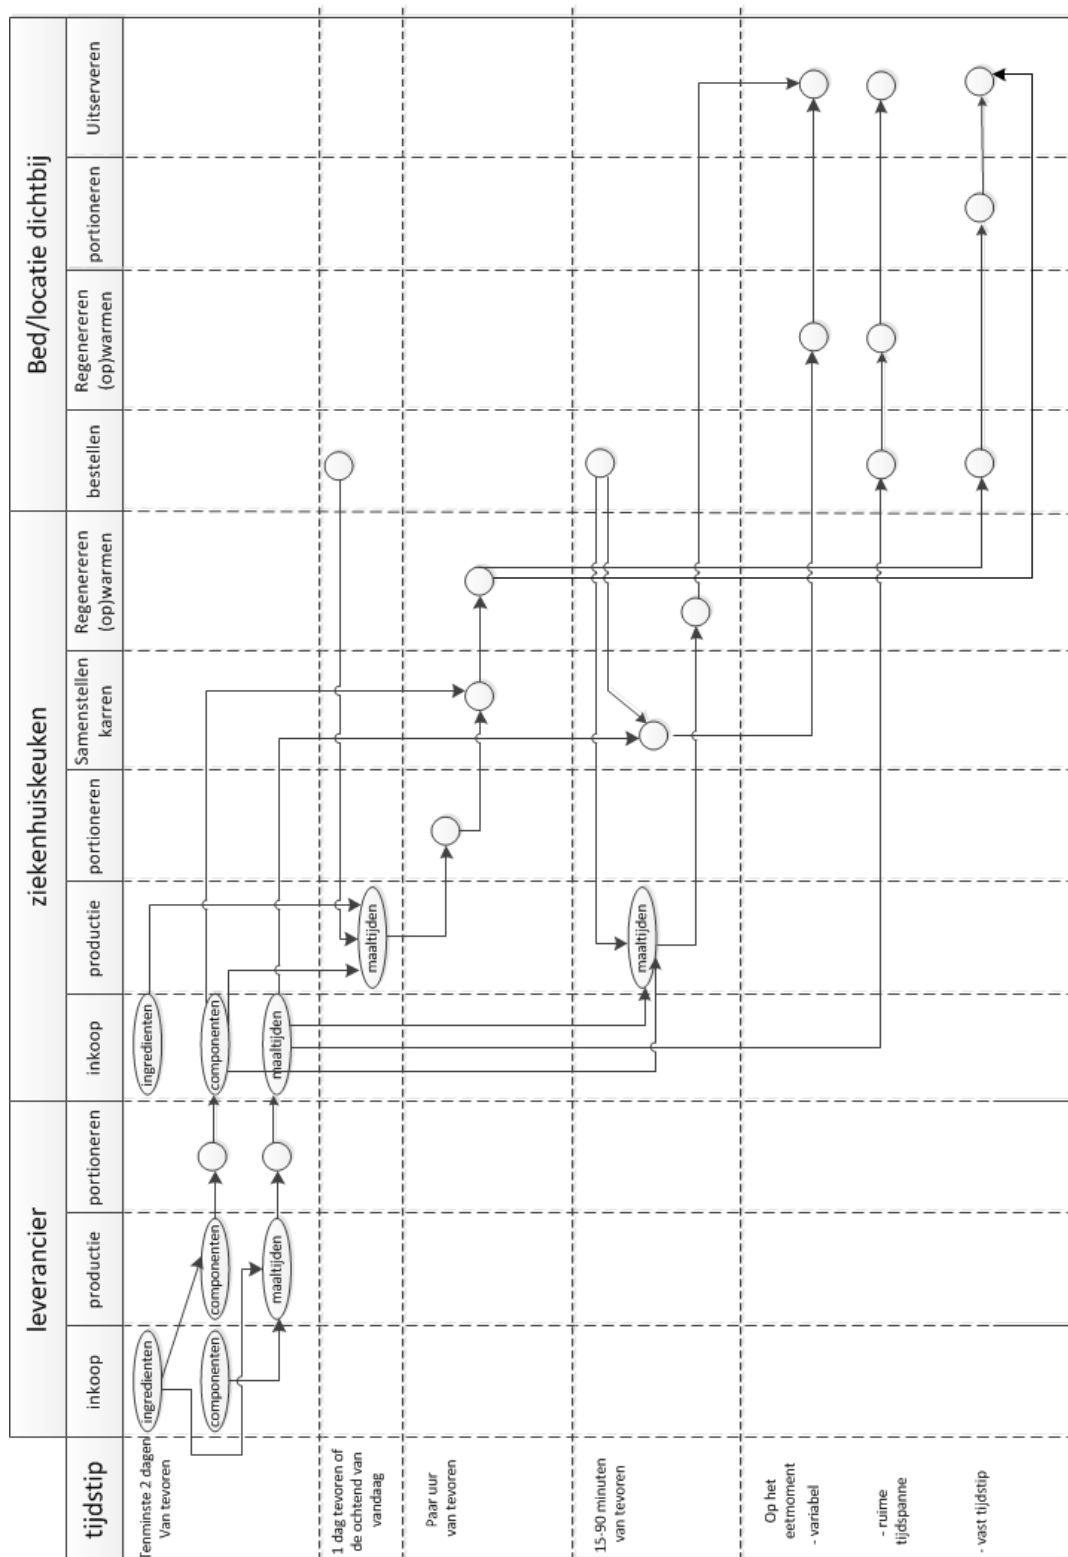 tijdstip
leverancier
ziekenhuiskeuken
Bed/locatie dichtbij
inkoop
productie
portioneren
inkoop
productie
portioneren
Samenstellen
karren
Regenereren
(op)warmen
bestellen
Regenereren
(op)warmen
portioneren
Uitserveren
Tenminste 2 dagen
Van tevoren
ingredienten
componenten
componenten
maaltijden
ingredienten
componenten
maaltijden
1 dag tevoren of
de ochtend van
vandaag
maaltijden
Paar uur
van tevoren
15-90 minuten
van tevoren
maaltijden
Op het
eetmoment
- variabel
- ruime
tijdspanne
- vast tijdstip